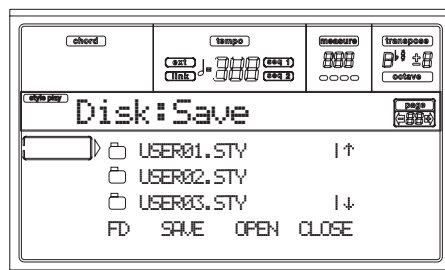 chord tempo measure transpose
ext seq 1
link seq 2
octave
style play Disk:Save page
USER01.STY
USER02.STY
USER03.STY
FD SAVE OPEN CLOSE